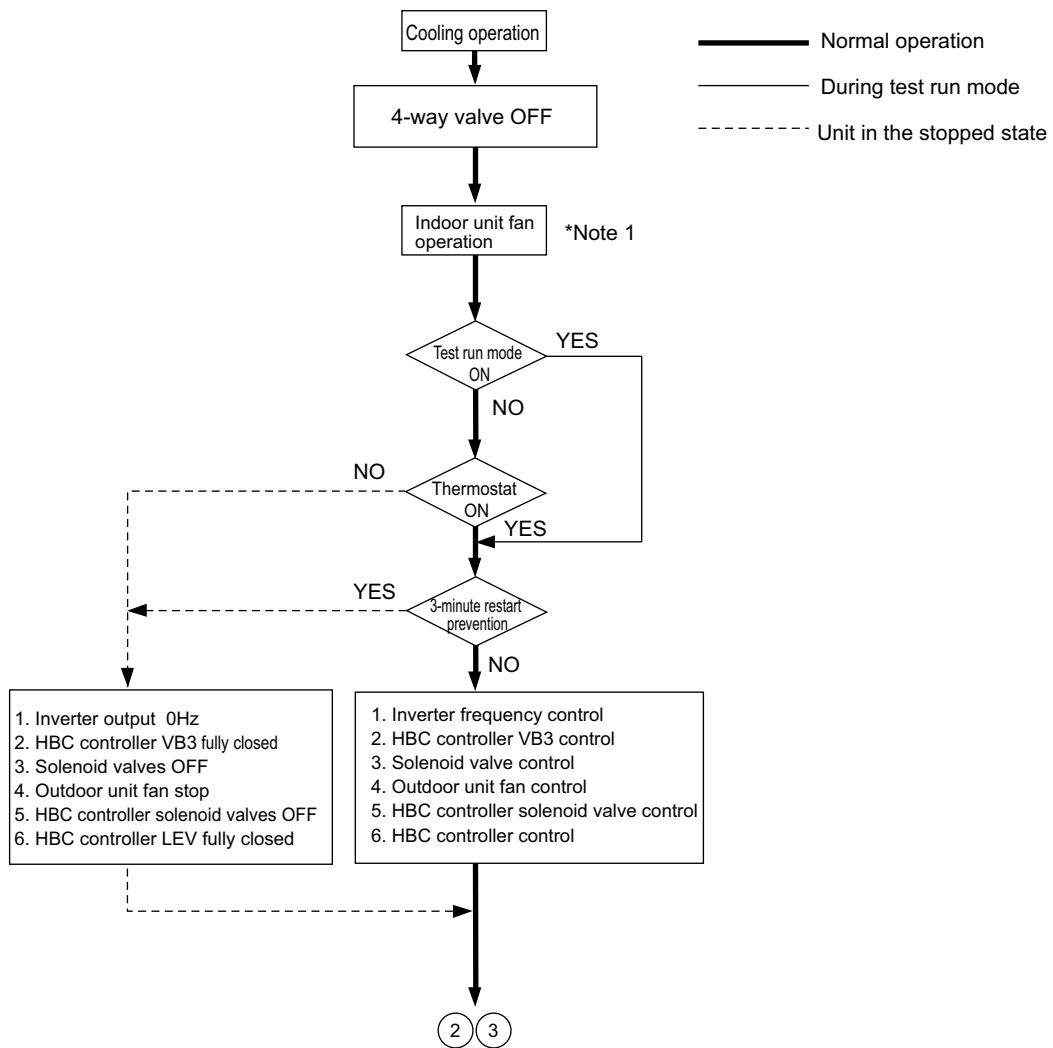 Cooling operation
Normal operation
During test run mode
Unit in the stopped state
4-way valve OFF
Indoor unit fan
operation
*Note 1
Test run mode
ON
YES
NO
Thermostat
ON
NO
YES
3-minute restart
prevention
YES
NO
1. Inverter output 0Hz
2. HBC controller VB3 fully closed
3. Solenoid valves OFF
4. Outdoor unit fan stop
5. HBC controller solenoid valves OFF
6. HBC controller LEV fully closed
1. Inverter frequency control
2. HBC controller VB3 control
3. Solenoid valve control
4. Outdoor unit fan control
5. HBC controller solenoid valve control
6. HBC controller control
2 3